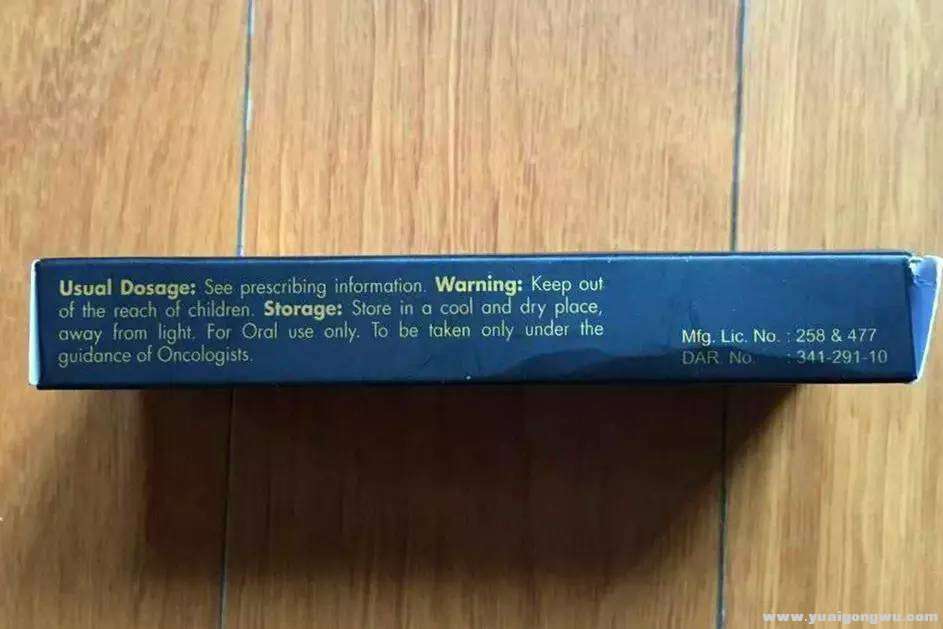 Usual Dosage: See prescribing information. Warning: Keep out
of the reach of children. Storage: Store in a cool and dry place,
away from light. For Oral use only. To be taken only under the
guidance of Oncologists.
Mfg. Lic. No. : 258 & 477
DAR. No. : 341-291-10
www.yuaigongwu.com